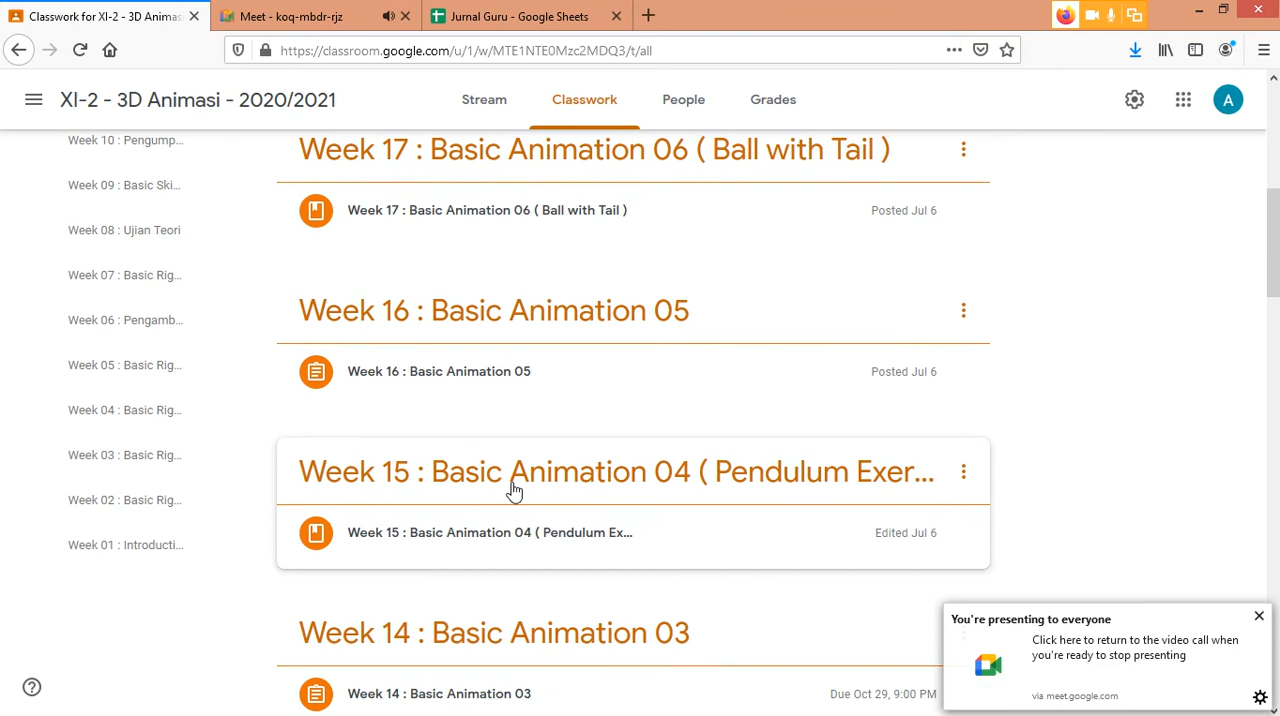 Classwork for XI-2 - 3D Animas
Meet - koq-mbdr-rjz
Jurnal Guru - Google Sheets
https://classroom.google.com/u/1/w/MTE1NTE0Mzc2MDQ3/t/all
XI-2 - 3D Animasi - 2020/2021
Stream
Classwork
People
Grades
A
Week 10 : Pengump...
Week 09 : Basic Ski...
Week 08 : Ujian Teori
Week 07 : Basic Rig...
Week 06 : Pengamb...
Week 05 : Basic Rig...
Week 04 : Basic Rig...
Week 03 : Basic Rig...
Week 02 : Basic Rig...
Week 01 : Introducti...
Week 17 : Basic Animation 06 ( Ball with Tail )
Week 17 : Basic Animation 06 ( Ball with Tail )
Posted Jul 6
Week 16 : Basic Animation 05
Week 16 : Basic Animation 05
Posted Jul 6
Week 15 : Basic Animation 04 ( Pendulum Exer...
Week 15 : Basic Animation 04 ( Pendulum Ex...
Edited Jul 6
Week 14 : Basic Animation 03
Week 14 : Basic Animation 03
Due Oct 29, 9:00 PM
You're presenting to everyone
Click here to return to the video call when
you're ready to stop presenting
via meet.google.com